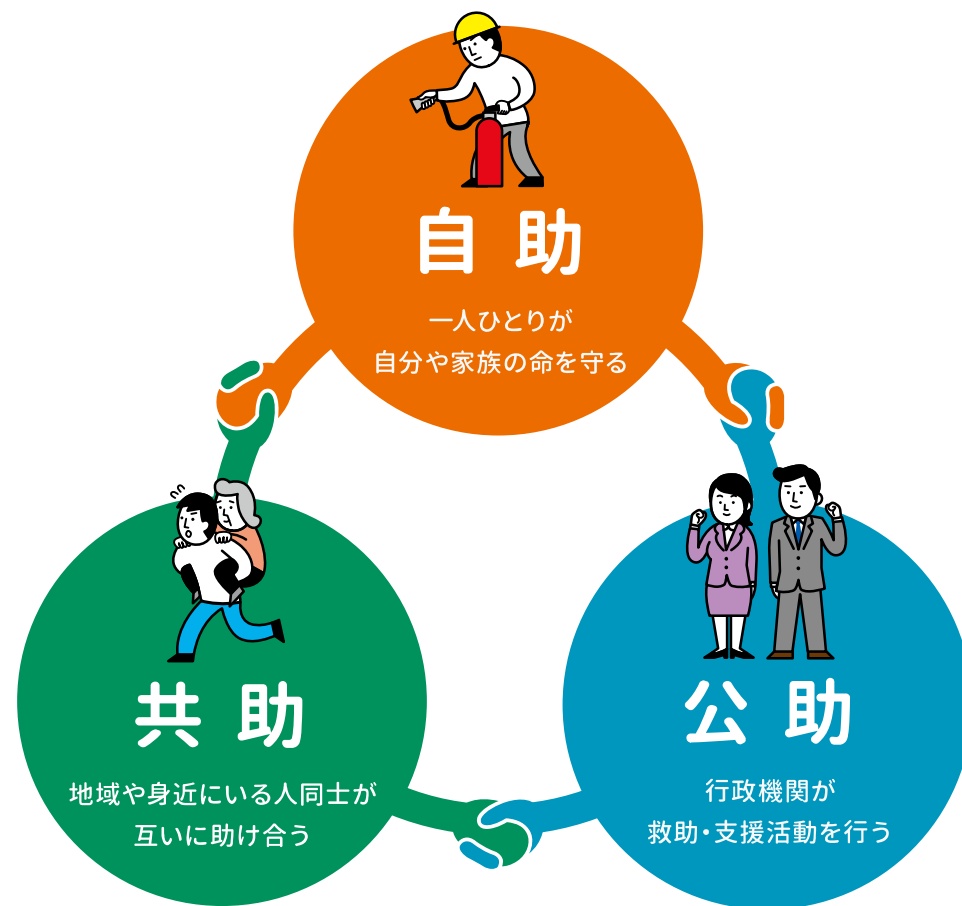 自助
一人ひとりが
自分や家族の命を守る
共助
地域や身近にいる人同士が
互いに助け合う
公助
行政機関が
救助・支援活動を行う